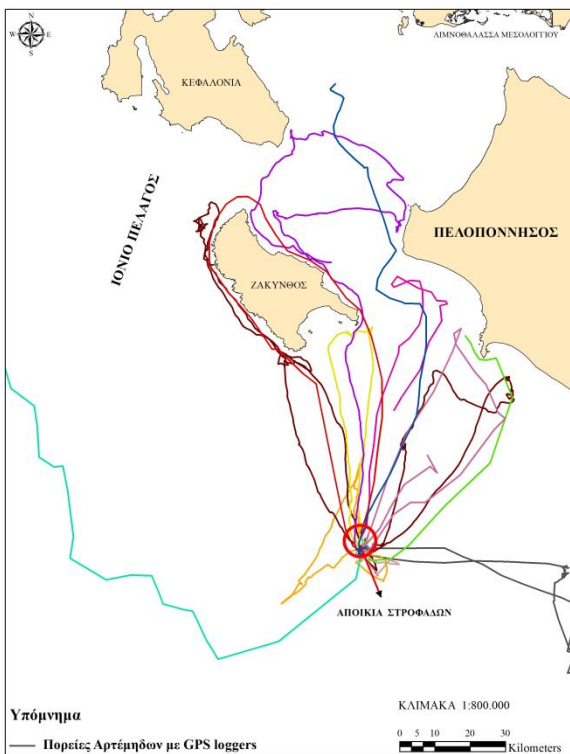 N
W E
S
ΛΙΜΝΟΘΑΛΑΣΣΑ ΜΕΣΟΛΟΓΓΙΟΥ
ΚΕΦΑΛΟΝΙΑ
ΙΟΝΙΟ ΠΕΛΑΓΟΣ
ΠΕΛΟΠΟΝΝΗΣΟΣ
ΖΑΚΥΝΘΟΣ
ΑΠΟΙΚΙΑ ΣΤΡΟΦΑΔΩΝ
Υπόμνημα
Πορείες Αρτέμηδων με GPS loggers
ΚΛΙΜΑΚΑ 1:800.000
0 5 10 20 30
Kilometers